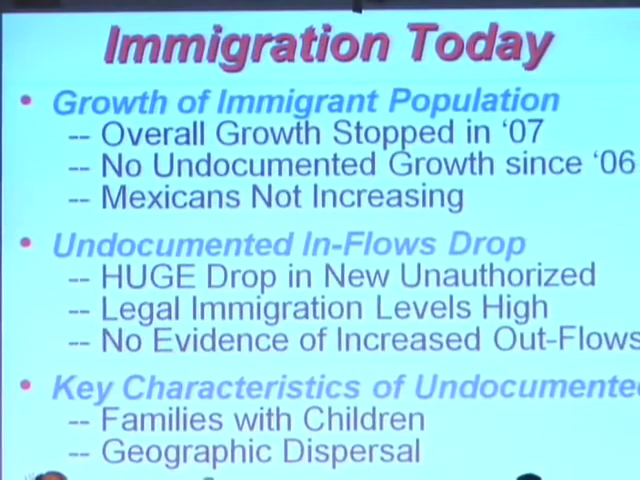 Immigration Today
• Growth of Immigrant Population
-- Overall Growth Stopped in ‘07
-- No Undocumented Growth since ‘06
-- Mexicans Not Increasing
• Undocumented In-Flows Drop
-- HUGE Drop in New Unauthorized
-- Legal Immigration Levels High
-- No Evidence of Increased Out-Flows
• Key Characteristics of Undocumente
-- Families with Children
-- Geographic Dispersal